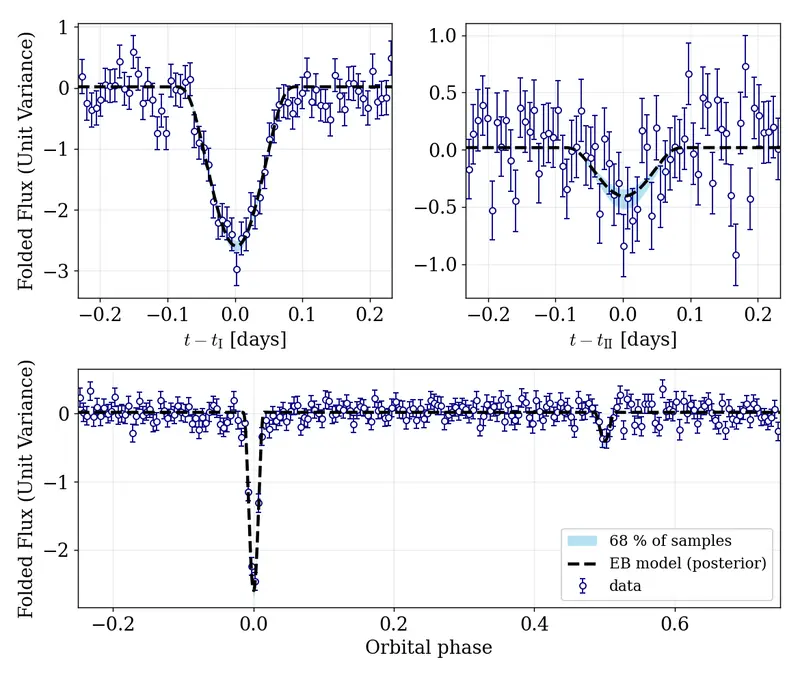 Folded Flux (Unit Variance)
1
0
−1
−2
−3
−0.2 −0.1 0.0 0.1 0.2
t − tI [days]
1.0
0.5
0.0
−0.5
−1.0
−0.2 −0.1 0.0 0.1 0.2
t − tII [days]
Folded Flux (Unit Variance)
0
−1
−2
−0.2 0.0 0.2 0.4 0.6
Orbital phase
68 % of samples
EB model (posterior)
data